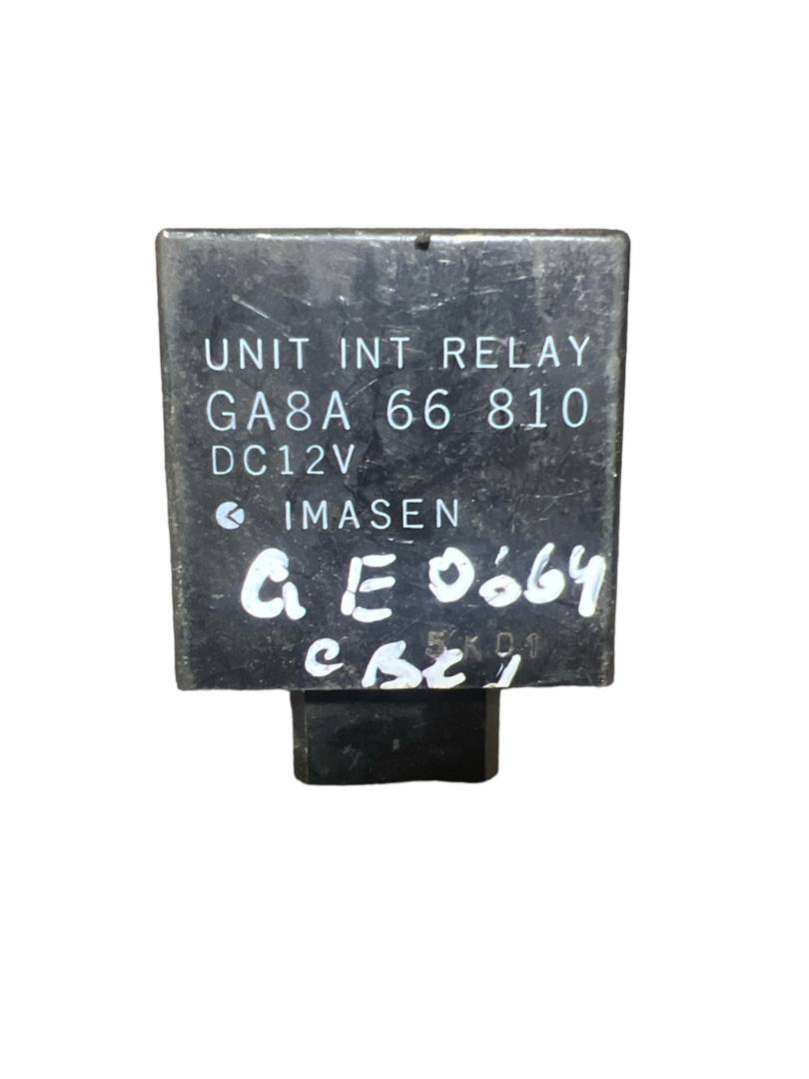 UNIT INT RELAY
GA8A 66 810
DC12V
IMASEN
GE 0664
5K01